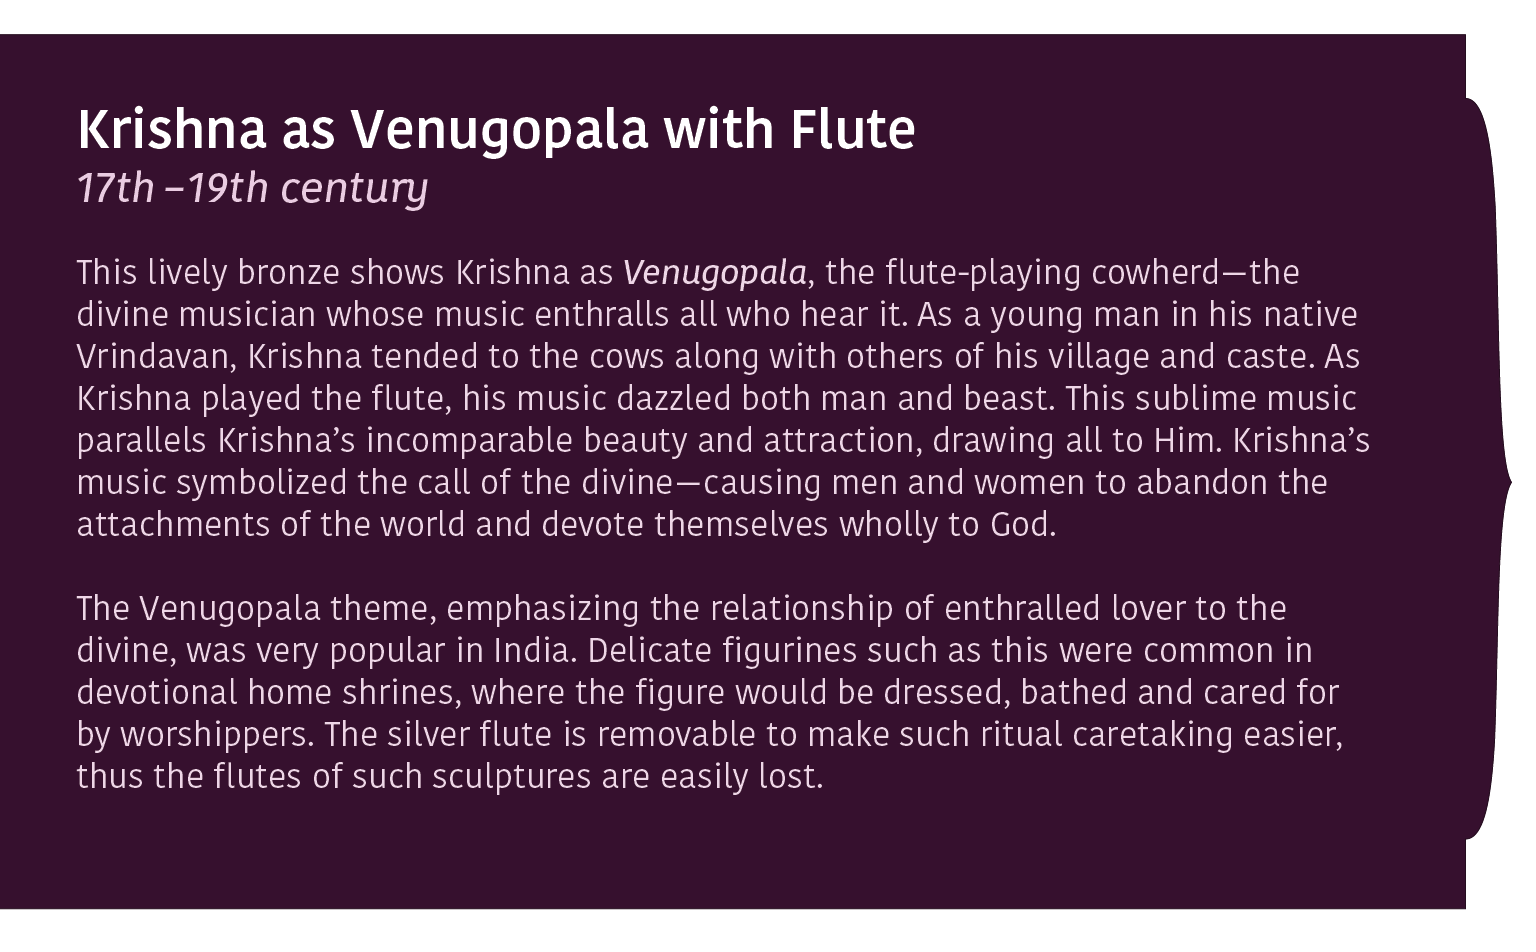 Krishna as Venugopala with Flute
17th –19th century
This lively bronze shows Krishna as Venugopala, the flute-playing cowherd—the
divine musician whose music enthralls all who hear it. As a young man in his native
Vrindavan, Krishna tended to the cows along with others of his village and caste. As
Krishna played the flute, his music dazzled both man and beast. This sublime music
parallels Krishna’s incomparable beauty and attraction, drawing all to Him. Krishna’s
music symbolized the call of the divine—causing men and women to abandon the
attachments of the world and devote themselves wholly to God.
The Venugopala theme, emphasizing the relationship of enthralled lover to the
divine, was very popular in India. Delicate figurines such as this were common in
devotional home shrines, where the figure would be dressed, bathed and cared for
by worshippers. The silver flute is removable to make such ritual caretaking easier,
thus the flutes of such sculptures are easily lost.